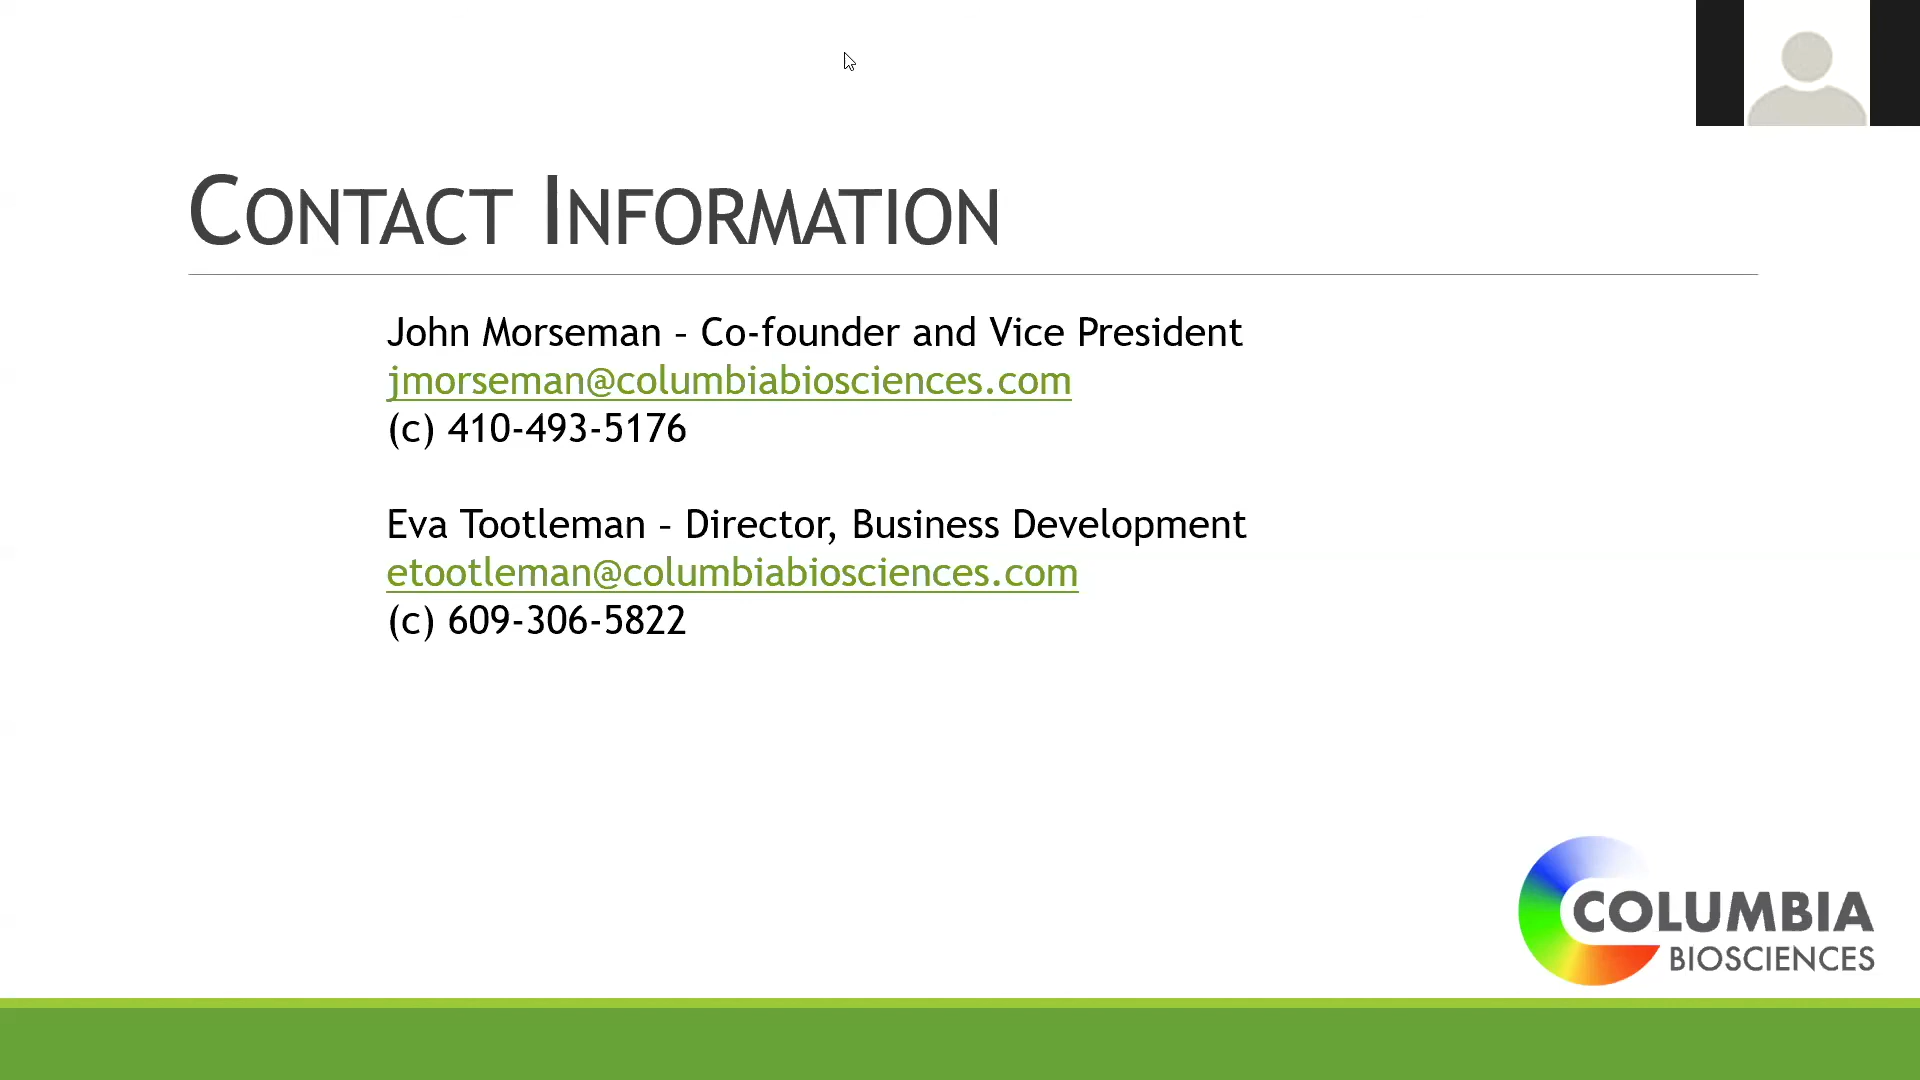 CONTACT INFORMATION
John Morseman – Co-founder and Vice President
jmorseman@columbiabiosciences.com
(c) 410-493-5176
Eva Tootleman – Director, Business Development
etootleman@columbiabiosciences.com
(c) 609-306-5822
COLUMBIA
BIOSCIENCES